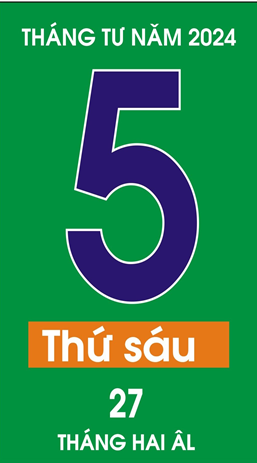 THÁNG TƯ NĂM 2024
5
Thứ sáu
27
THÁNG HAI ÂL